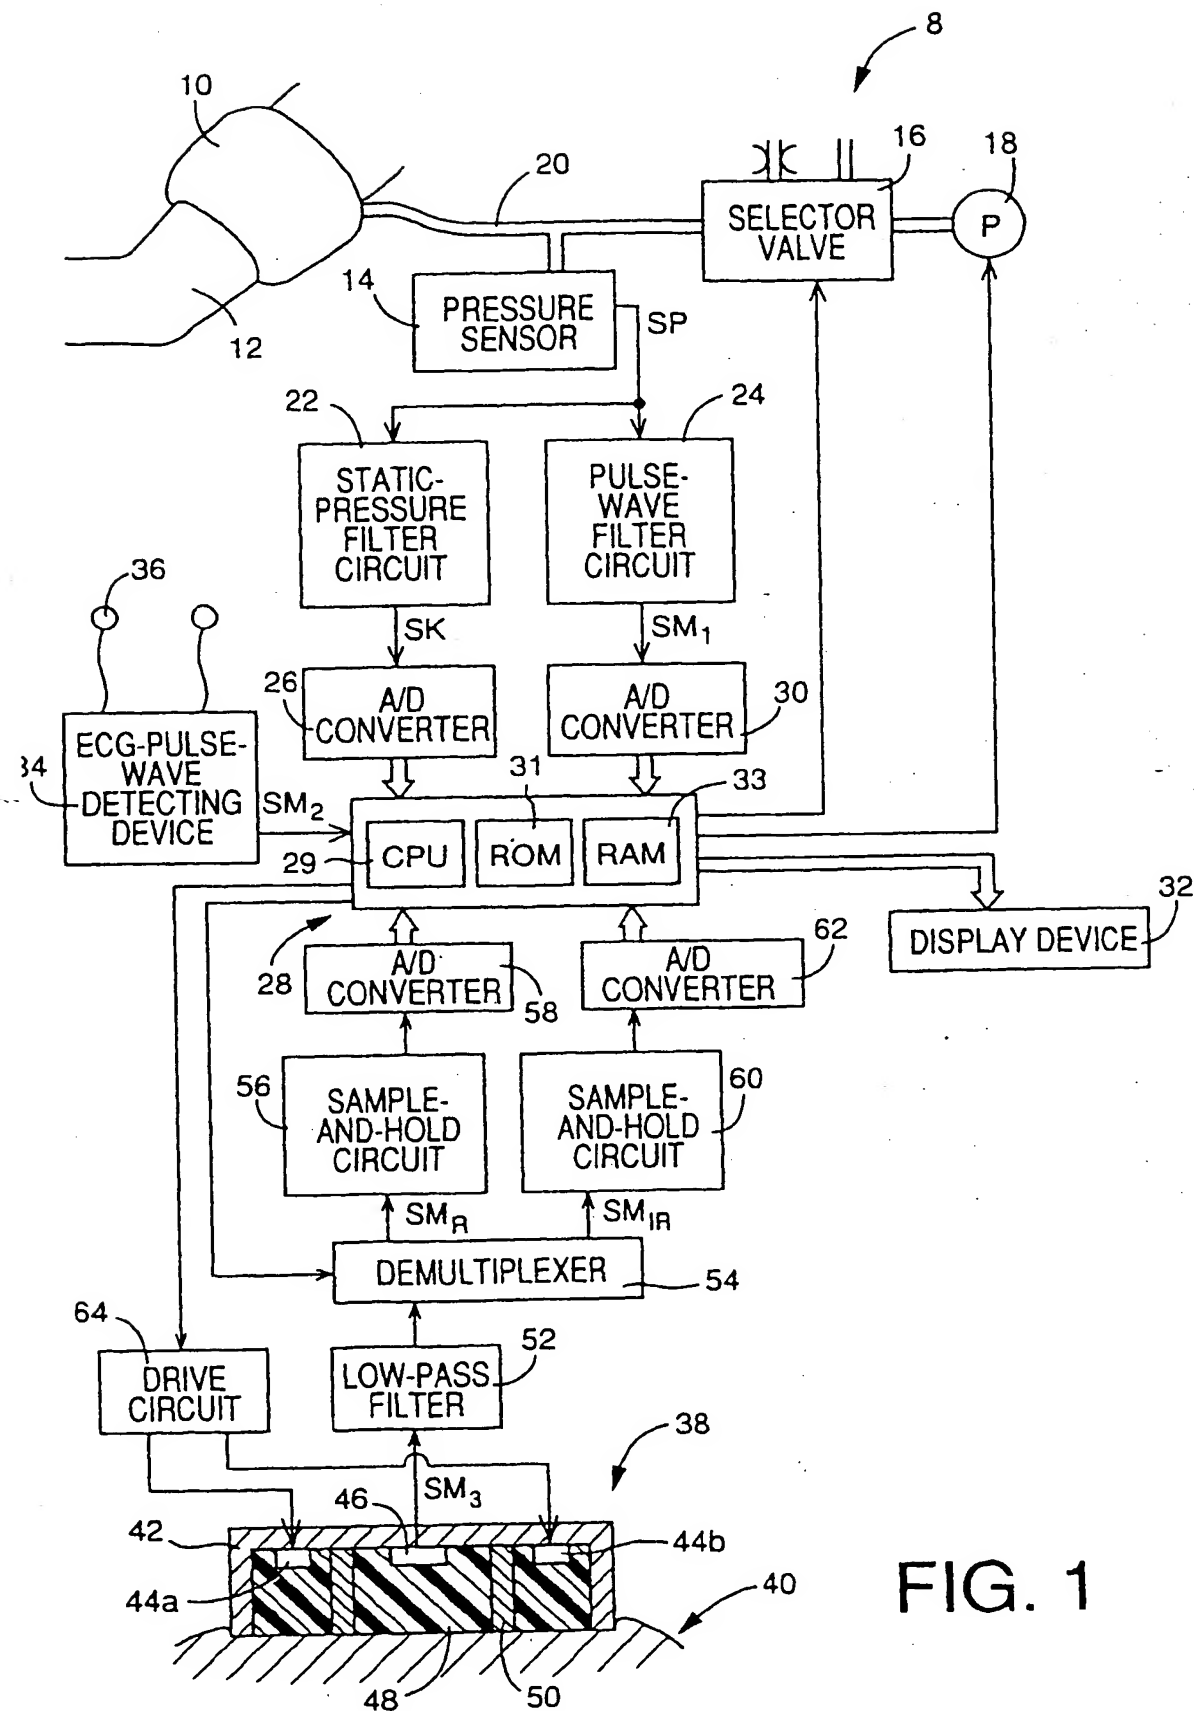 8
10
16
18
20
SELECTOR
VALVE
P
14
PRESSURE
SENSOR
SP
12
22
24
STATIC-
PRESSURE
FILTER
CIRCUIT
PULSE-
WAVE
FILTER
CIRCUIT
36
SK
SM1
26
A/D
CONVERTER
A/D
CONVERTER
30
ECG-PULSE-
WAVE
DETECTING
DEVICE
34
SM2
31
33
29
CPU
ROM
RAM
32
DISPLAY DEVICE
28
A/D
CONVERTER
58
A/D
CONVERTER
62
56
SAMPLE-
AND-HOLD
CIRCUIT
SAMPLE-
AND-HOLD
CIRCUIT
60
SMR
SMIR
DEMULTIPLEXER
54
64
DRIVE
CIRCUIT
52
LOW-PASS
FILTER
38
SM3
46
42
44b
44a
40
48
50
FIG. 1